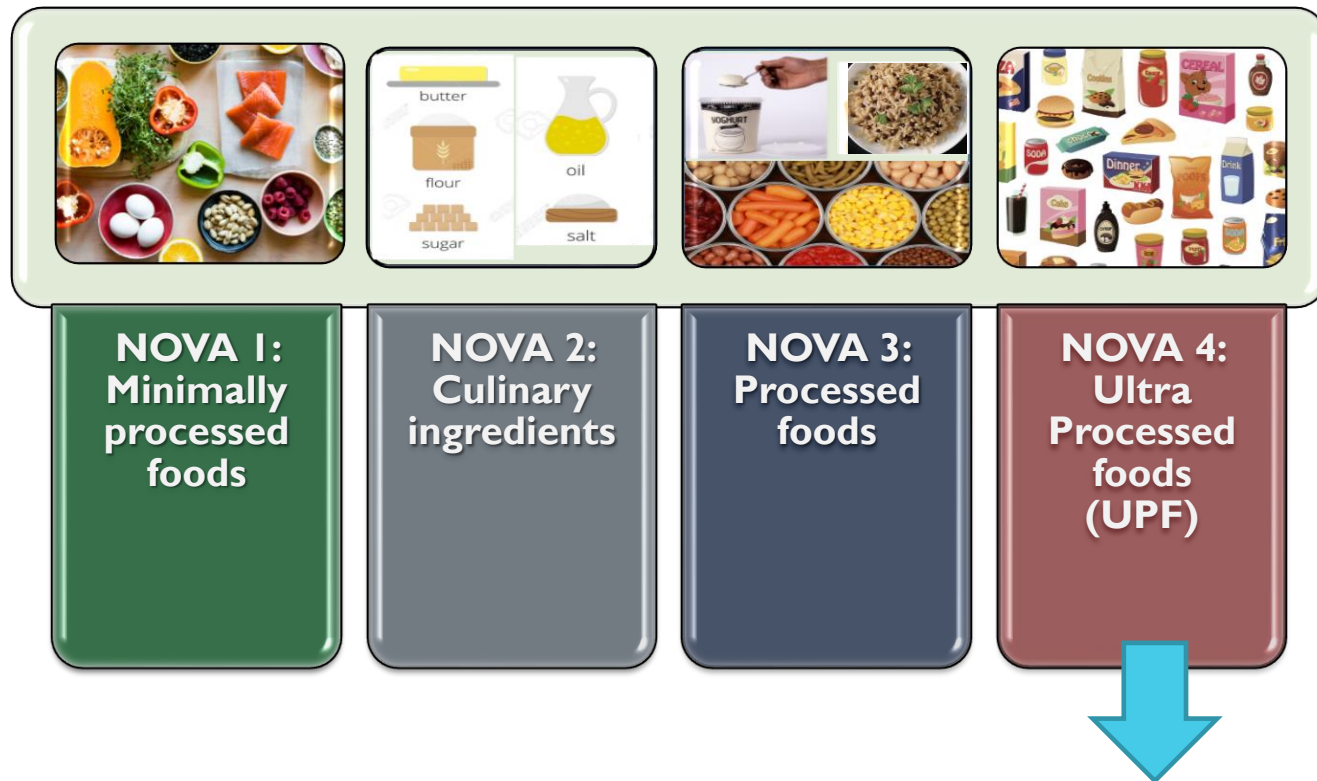 butter
flour
sugar
oil
salt
YOGHURT
Cookies
CEREAL
SODA
Dinner
Drink
Cake
SODA
NOVA 1:
Minimally
processed
foods
NOVA 2:
Culinary
ingredients
NOVA 3:
Processed
foods
NOVA 4:
Ultra
Processed
foods
(UPF)